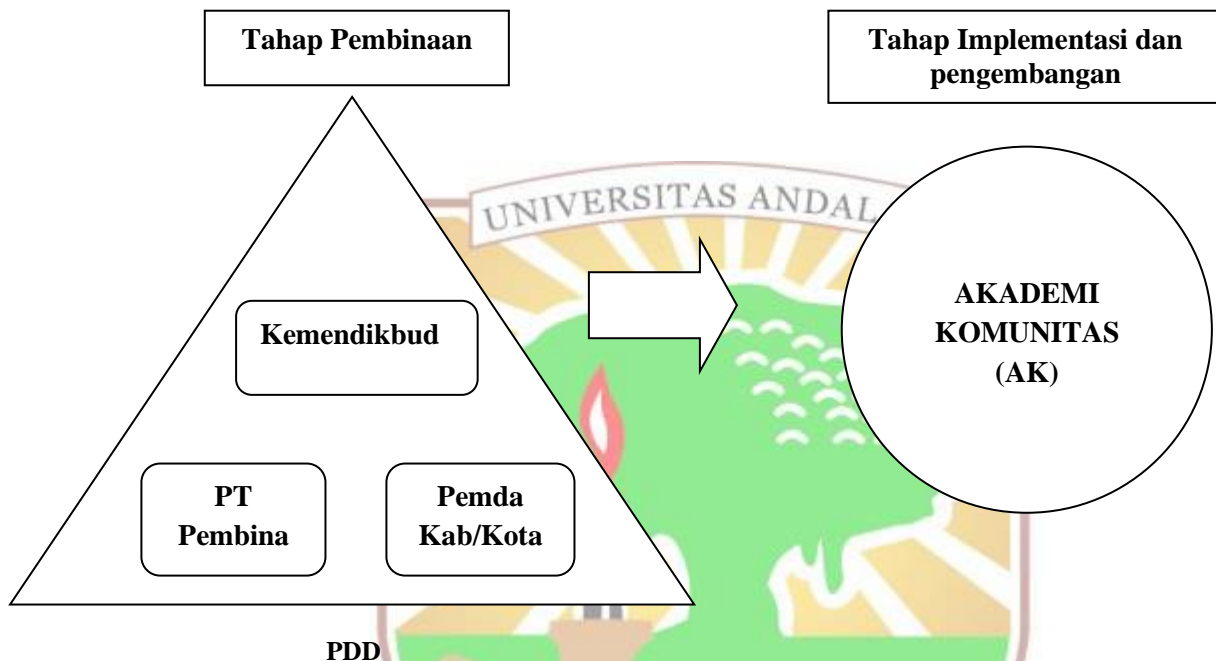 Tahap Pembinaan
Tahap Implementasi dan
pengembangan
UNIVERSITAS ANDAL
Kemendikbud
AKADEMI
KOMUNITAS
(AK)
PT
Pembina
Pemda
Kab/Kota
PDD